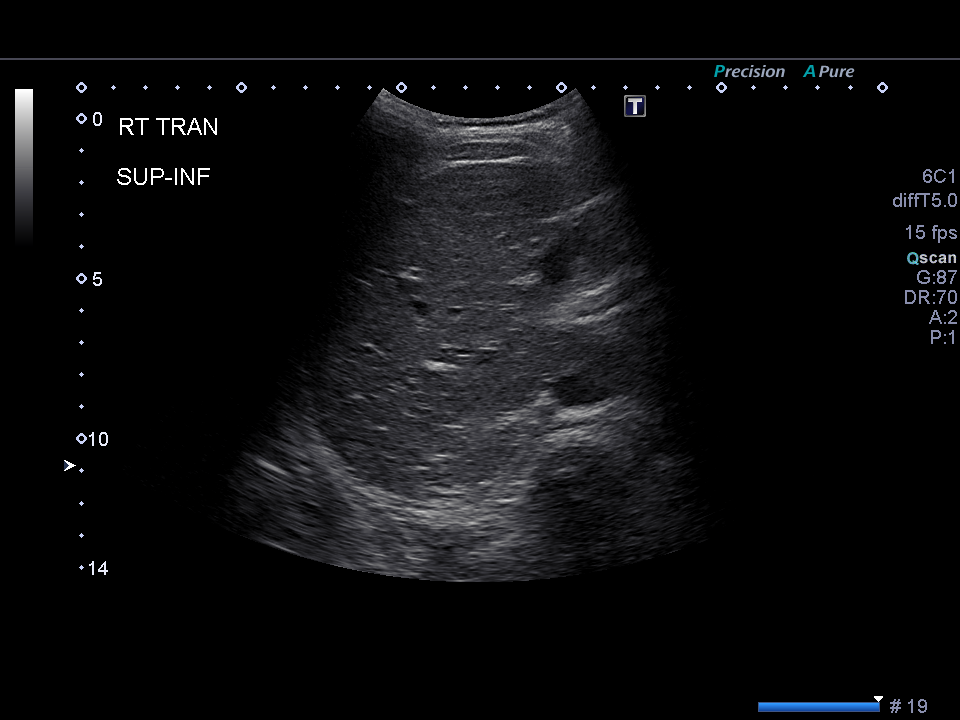 Precision A Pure
T
0
RT TRAN
SUP-INF
6C1
diffT5.0
15 fps
Qscan
5
G:87
DR:70
A:2
P:1
10
14
# 19